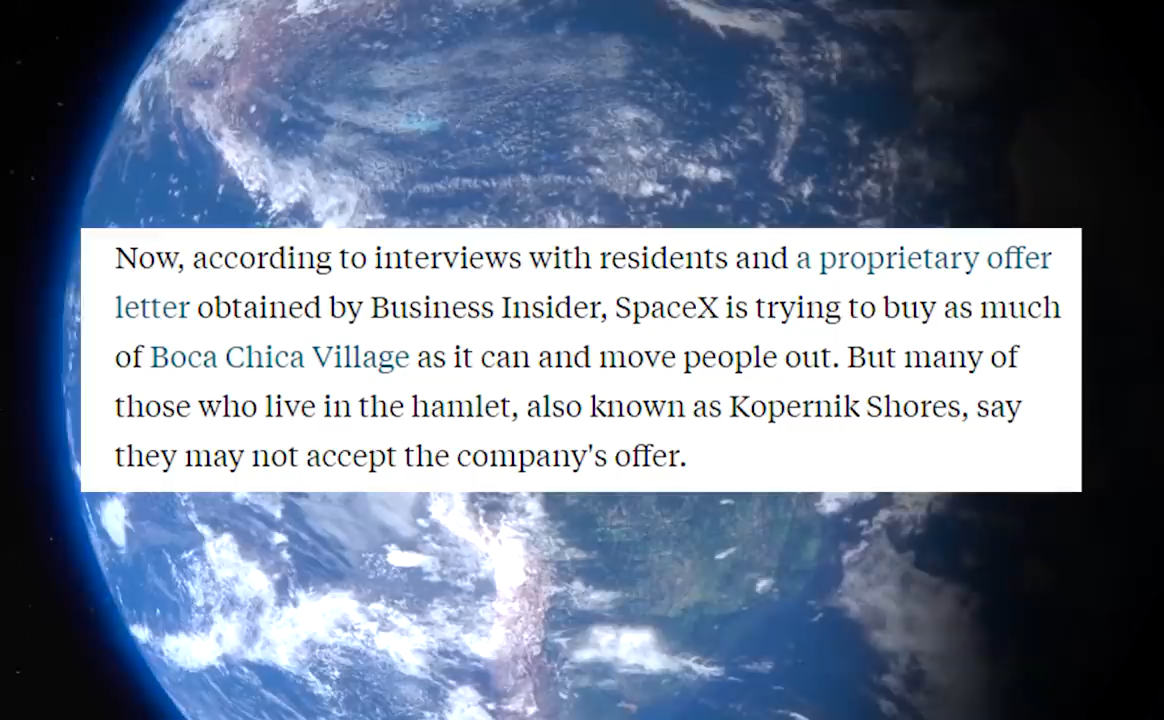 Now, according to interviews with residents and a proprietary offer
letter obtained by Business Insider, SpaceX is trying to buy as much
of Boca Chica Village as it can and move people out. But many of
those who live in the hamlet, also known as Kopernik Shores, say
they may not accept the company's offer.